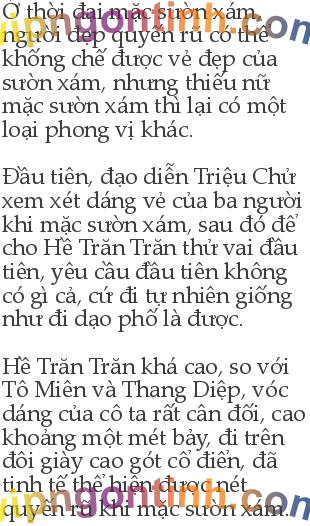 Ở thời đại mặc sườn xám,
người đẹp quyến rũ có thể
khống chế được vẻ đẹp của
sườn xám, nhưng thiếu nữ
mặc sườn xám thì lại có một
loại phong vị khác.
Đầu tiên, đạo diễn Triệu Chử
xem xét dáng vẻ của ba người
khi mặc sườn xám, sau đó để
cho Hề Trăn Trăn thử vai đầu
tiên, yêu cầu đầu tiên không
có gì cả, cứ đi tự nhiên giống
như đi dạo phố là được.
Hề Trăn Trăn khá cao, so với
Tô Miên và Thang Diệp, vóc
dáng của cô ta rất cân đối, cao
khoảng một mét bảy, đi trên
đôi giày cao gót cổ điển, đã
tinh tế thể hiện được nét
quyến rũ khi mặc sườn xám.
vipngontinh.com
vipngontinh.com